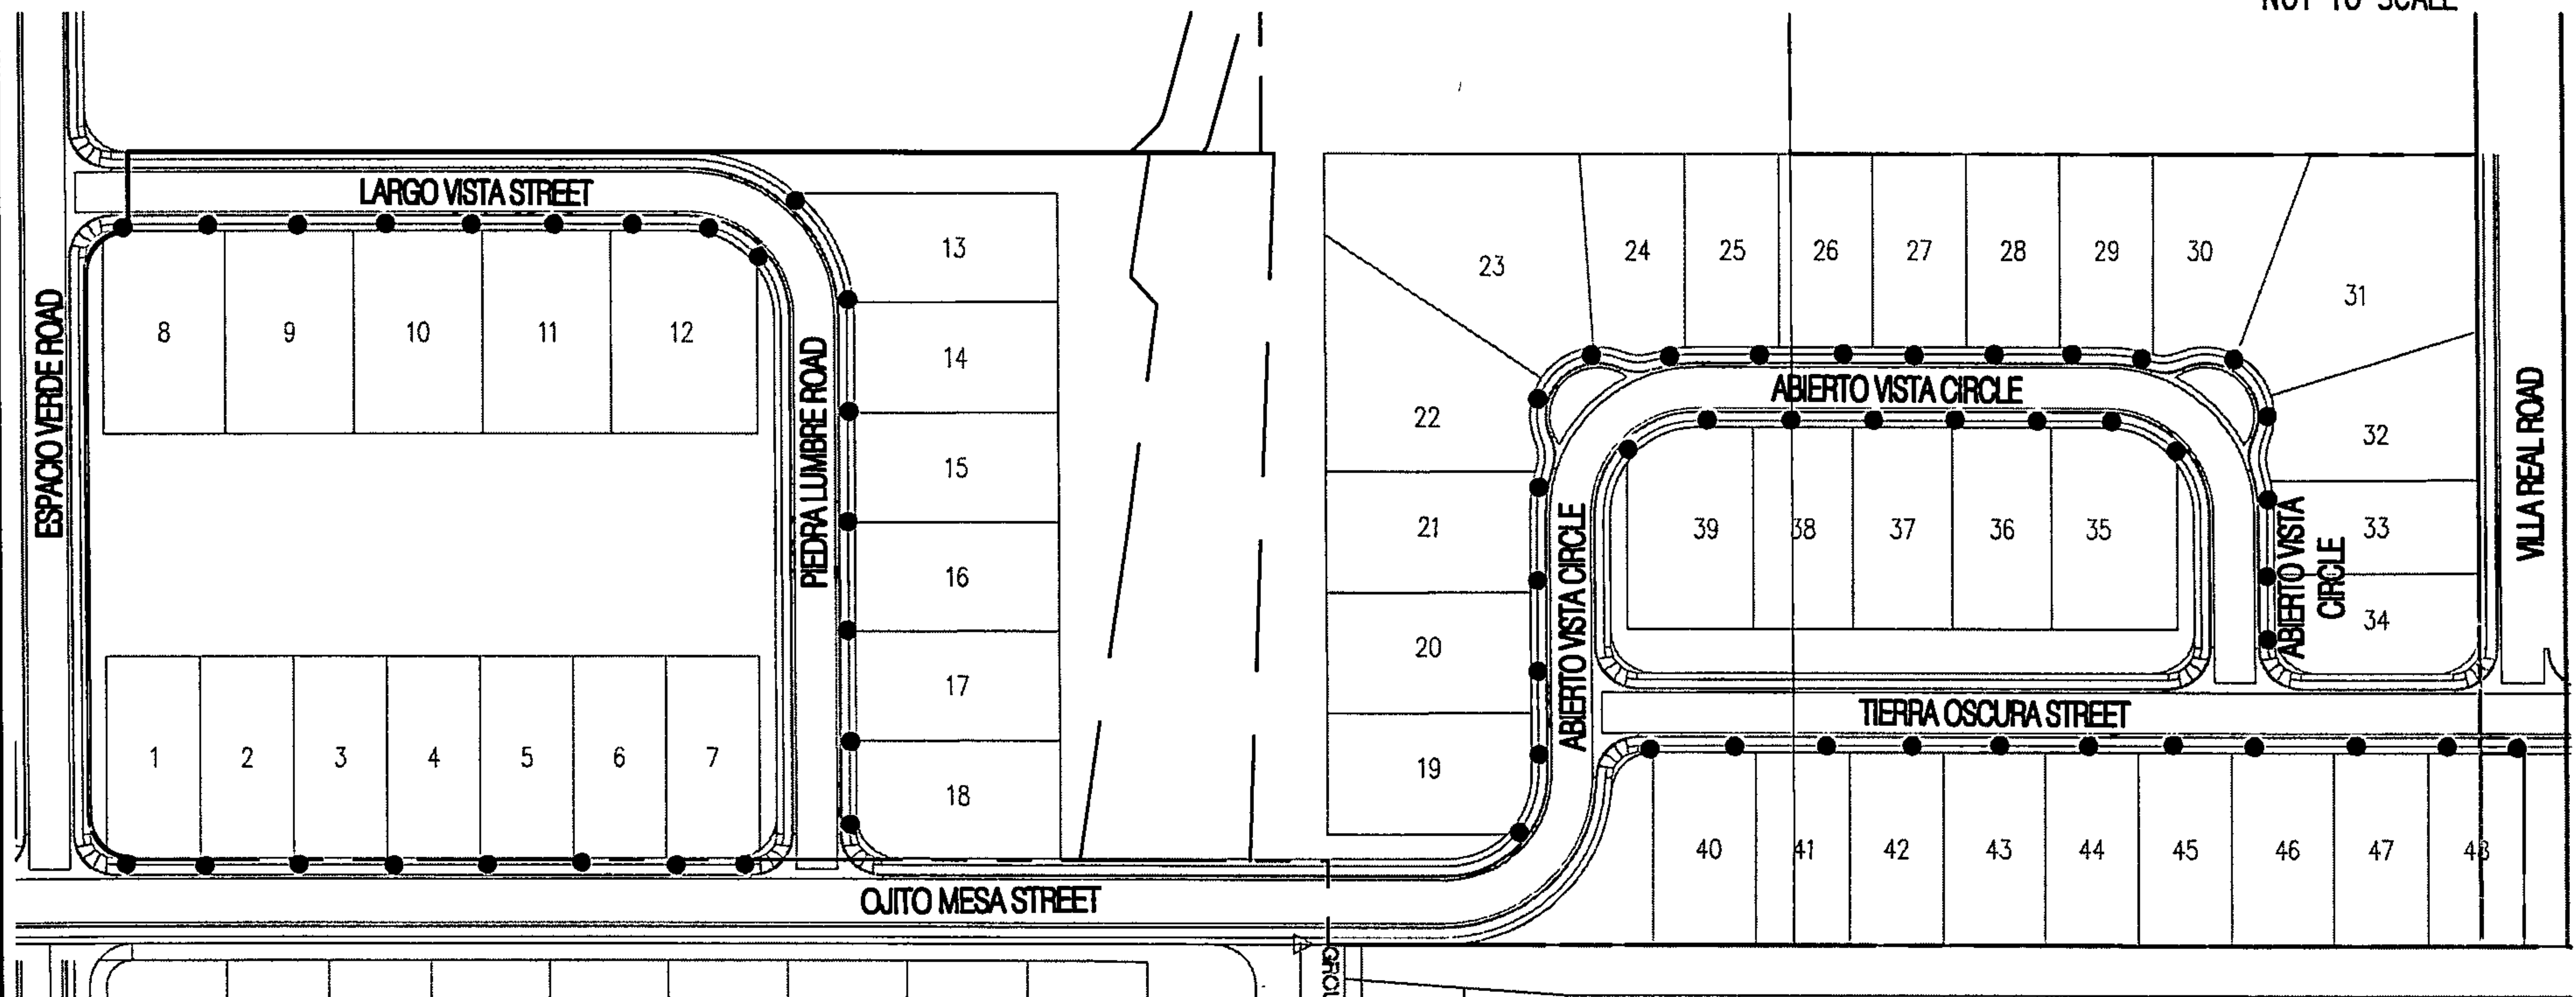 NOT TO SCALE
LARGO VISTA STREET
ESPACIO VERDE ROAD
PIEDRA LUMBRE ROAD
8 9 10 11 12
1 2 3 4 5 6 7
13
14
15
16
17
18
OJITO MESA STREET
23 24 25 26 27 28 29 30 31
22
21
20
19
32
33
34
ABIERTO VISTA CIRCLE
ABIERTO VISTA CIRCLE
ABIERTO VISTA
CIRCLE
39 38 37 36 35
VILLA REAL ROAD
TIERRA OSCURA STREET
40 41 42 43 44 45 46 47 48